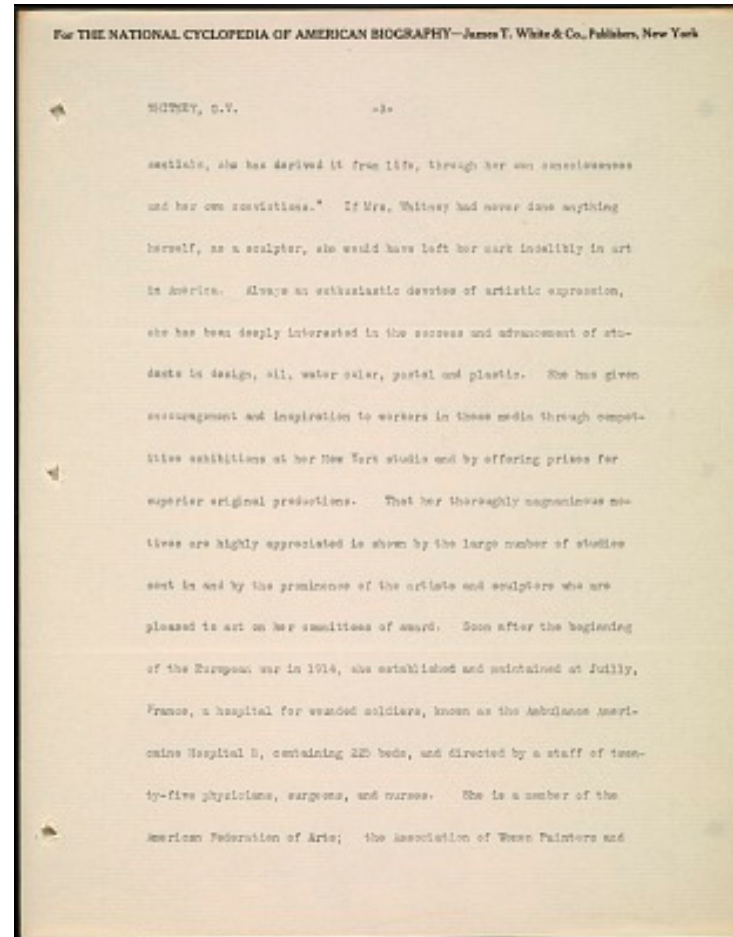 For THE NATIONAL CYCLOPEDIA OF AMERICAN BIOGRAPHY—James T. White & Co., Publishers, New York
WHITNEY, G.V. -3-
she has derived it from life, through her own consciousness
and her own convictions." If Mrs. Whitney had never done anything
herself, as a sculptor, she would have left her mark indelibly in art
in America. Always an enthusiastic devotee of artistic expression,
she has been deeply interested in the success and advancement of stu-
dents in design, oil, water color, pastel and plastic. She has given
encouragement and inspiration to workers in these media through compet-
itive exhibitions at her New York studio and by offering prizes for
superior original productions. That her thoroughly magnanimous mo-
tives are highly appreciated is shown by the large number of studies
sent in and by the prominence of the artists and sculptors who are
pleased to act on her committees of award. Soon after the beginning
of the European war in 1914, she established and maintained at Juilly,
France, a hospital for wounded soldiers, known as the Ambulance Ameri-
caine Hospital B, containing 225 beds, and directed by a staff of twen-
ty-five physicians, surgeons, and nurses. She is a member of the
American Federation of Arts; the Association of Women Painters and